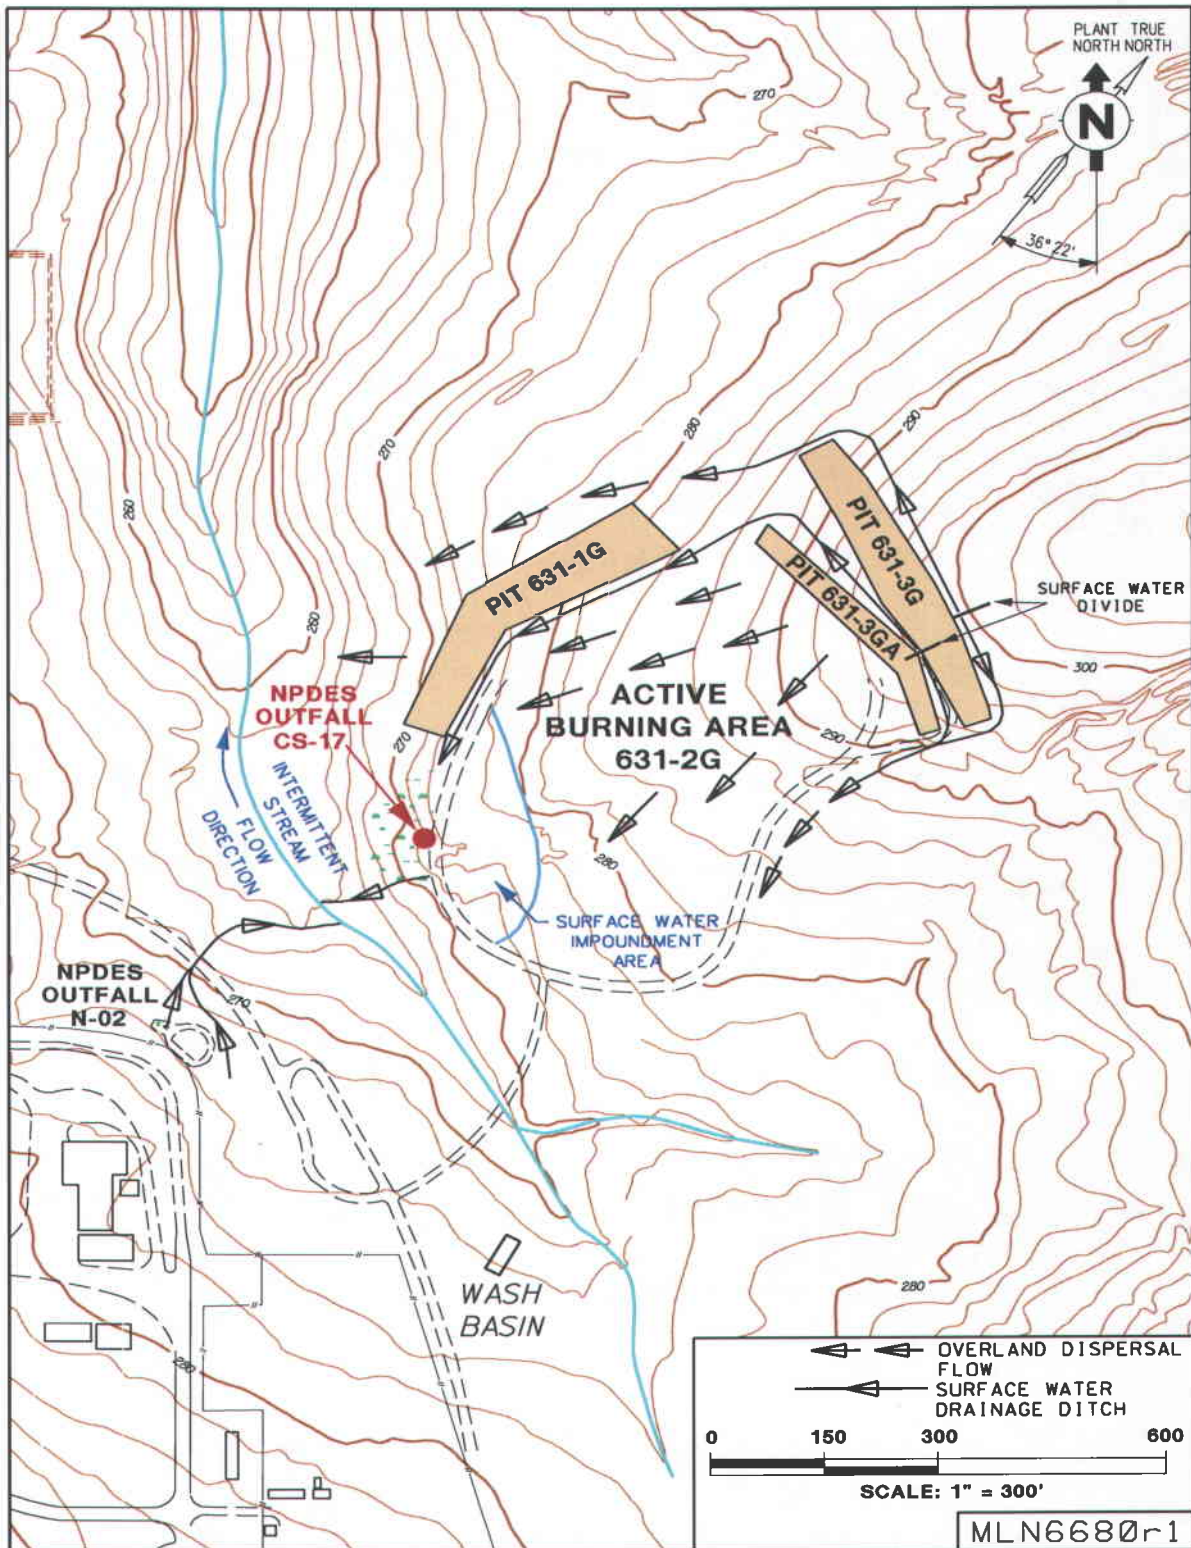 PLANT TRUE
NORTH NORTH
N
36°22'
270
270
280
290
260
260
PIT 631-1G
PIT 631-3G
PIT 631-3GA
SURFACE WATER
DIVIDE
300
NPDES
OUTFALL
CS-17
270
ACTIVE
BURNING AREA
631-2G
290
INTERMITTENT
STREAM
FLOW
DIRECTION
280
SURFACE WATER
IMPOUNDMENT
AREA
NPDES
OUTFALL
N-02
270
WASH
BASIN
280
280
OVERLAND DISPERSAL
FLOW
SURFACE WATER
DRAINAGE DITCH
0 150 300 600
SCALE: 1" = 300'
MLN6680r1